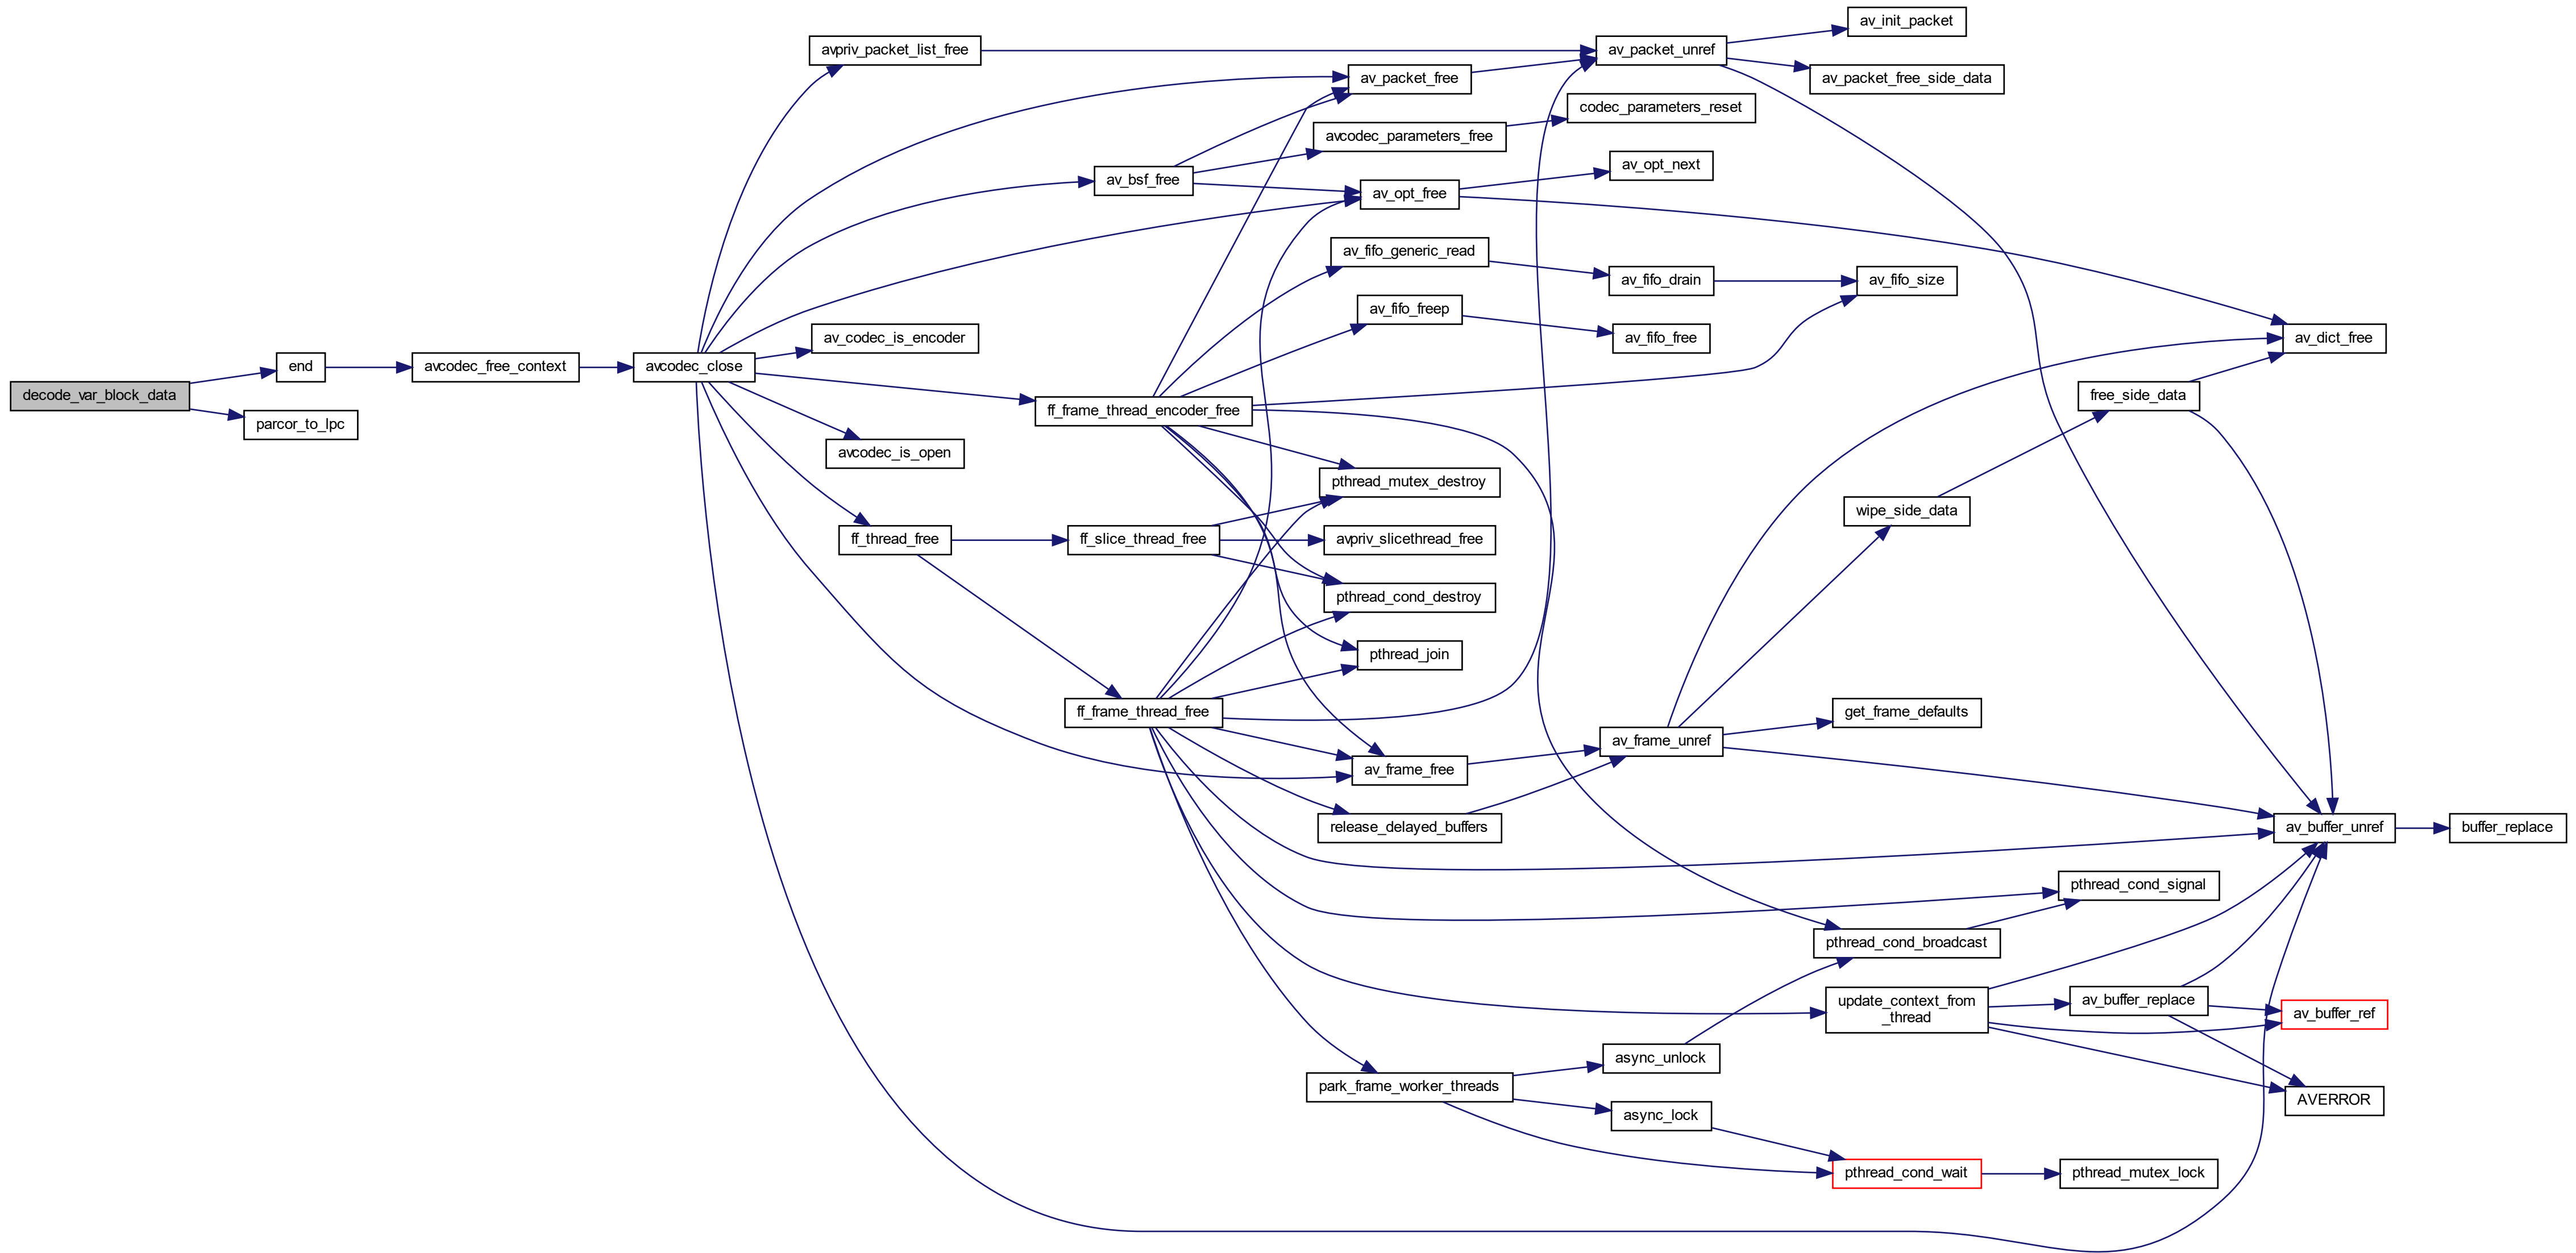 decode_var_block_data
end
parcor_to_lpc
avcodec_free_context
avcodec_close
avpriv_packet_list_free
av_codec_is_encoder
avcodec_is_open
ff_thread_free
av_bsf_free
ff_frame_thread_encoder_free
ff_slice_thread_free
ff_frame_thread_free
av_packet_free
avcodec_parameters_free
av_opt_free
av_fifo_generic_read
av_fifo_freep
pthread_mutex_destroy
avpriv_slicethread_free
pthread_cond_destroy
pthread_join
av_frame_free
release_delayed_buffers
park_frame_worker_threads
av_packet_unref
codec_parameters_reset
av_opt_next
av_fifo_drain
av_fifo_free
av_frame_unref
async_unlock
async_lock
av_init_packet
av_packet_free_side_data
av_fifo_size
wipe_side_data
get_frame_defaults
pthread_cond_broadcast
update_context_from
_thread
pthread_cond_wait
free_side_data
pthread_cond_signal
av_buffer_replace
pthread_mutex_lock
av_dict_free
av_buffer_unref
av_buffer_ref
AVERROR
buffer_replace